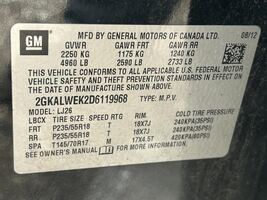 GM
MFD BY GENERAL MOTORS OF CANADA LTD.
08/12
GVWR GAWR FRT GAWR RR
2250 KG 1175 KG 1240 KG
4960 LB 2590 LB 2733 LB
THIS VEHICLE CONFORMS TO ALL APPLICABLE
U.S. FEDERAL MOTOR VEHICLE SAFETY
AND THEFT PREVENTION STANDARDS IN EFFECT
ON THE DATE OF MANUFACTURE SHOWN ABOVE.
2GKALWEK2D6119968 TYPE: M.P.V.
MODEL: LJ26
LBCX TIRE SIZE SPEED RTG RIM COLD TIRE PRESSURE
FRT P235/55R18 T 18X7J 240KPA(35PSI)
RR P235/55R18 T 18X7J 240KPA(35PSI)
SPA T145/70R17 M 17X4.5T 420KPA(60PSI)